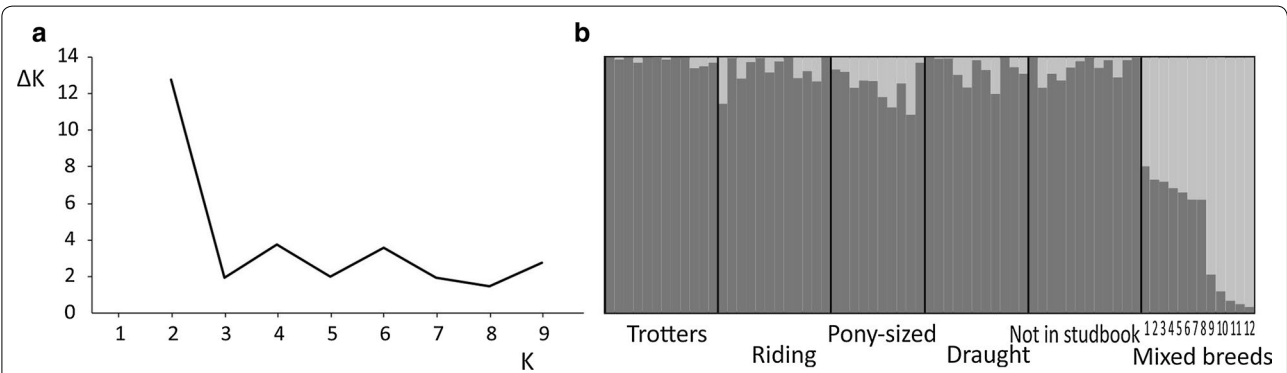 a
ΔK
14
12
10
8
6
4
2
0
1 2 3 4 5 6 7 8 9
K
b
Trotters
Riding
Pony-sized
Draught
Not in studbook
1 2 3 4 5 6 7 8 9 10 11 12
Mixed breeds